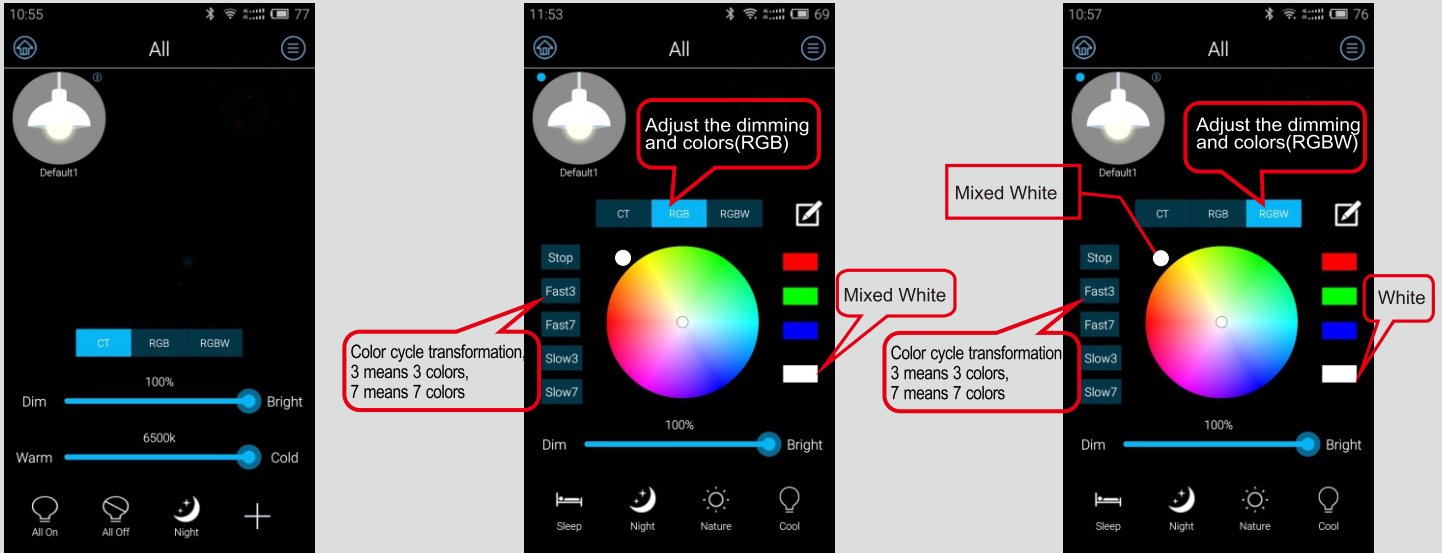 10:55
77
All
Default1
CT RGB RGBW
100%
Dim Bright
6500k
Warm Cold
All On All Off Night
11:53
69
All
Default1
Adjust the dimming
and colors(RGB)
CT RGB RGBW
Stop
Fast3
Fast7
Slow3
Slow7
Mixed White
Color cycle transformation,
3 means 3 colors,
7 means 7 colors
100%
Dim Bright
Sleep Night Nature Cool
10:57
76
All
Default1
Adjust the dimming
and colors(RGBW)
Mixed White
CT RGB RGBW
Stop
Fast3
Fast7
Slow3
Slow7
White
Color cycle transformation
3 means 3 colors,
7 means 7 colors
100%
Dim Bright
Sleep Night Nature Cool